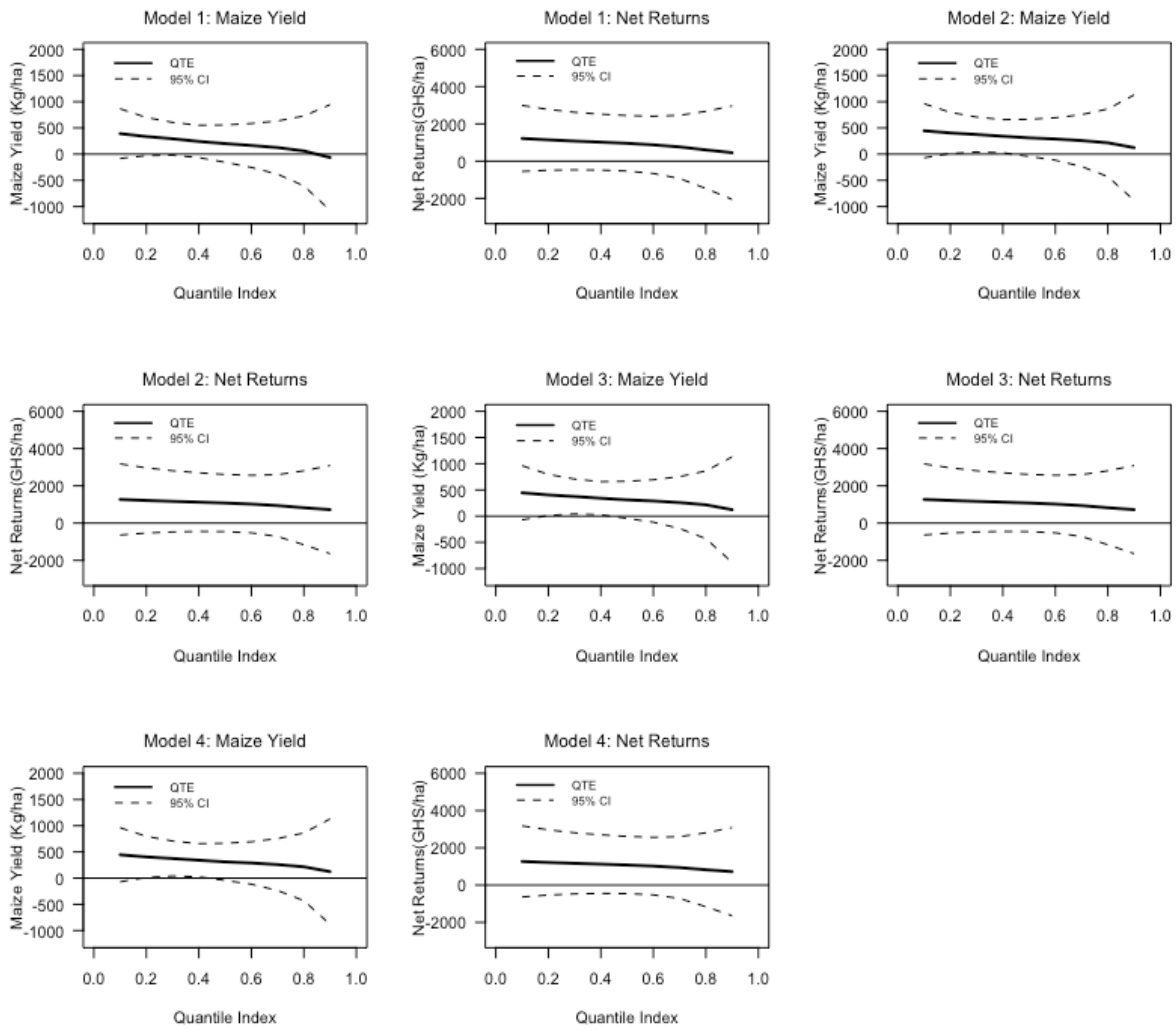 Model 1: Maize Yield
Maize Yield (Kg/ha)
2000
1500
1000
500
0
-500
-1000
QTE
95% CI
0.0 0.2 0.4 0.6 0.8 1.0
Quantile Index
Model 1: Net Returns
Net Returns(GHS/ha)
6000
4000
2000
0
-2000
QTE
95% CI
0.0 0.2 0.4 0.6 0.8 1.0
Quantile Index
Model 2: Maize Yield
Maize Yield (Kg/ha)
2000
1500
1000
500
0
-500
-1000
QTE
95% CI
0.0 0.2 0.4 0.6 0.8 1.0
Quantile Index
Model 2: Net Returns
Net Returns(GHS/ha)
6000
4000
2000
0
-2000
QTE
95% CI
0.0 0.2 0.4 0.6 0.8 1.0
Quantile Index
Model 3: Maize Yield
Maize Yield (Kg/ha)
2000
1500
1000
500
0
-500
-1000
QTE
95% CI
0.0 0.2 0.4 0.6 0.8 1.0
Quantile Index
Model 3: Net Returns
Net Returns(GHS/ha)
6000
4000
2000
0
-2000
QTE
95% CI
0.0 0.2 0.4 0.6 0.8 1.0
Quantile Index
Model 4: Maize Yield
Maize Yield (Kg/ha)
2000
1500
1000
500
0
-500
-1000
QTE
95% CI
0.0 0.2 0.4 0.6 0.8 1.0
Quantile Index
Model 4: Net Returns
Net Returns(GHS/ha)
6000
4000
2000
0
-2000
QTE
95% CI
0.0 0.2 0.4 0.6 0.8 1.0
Quantile Index